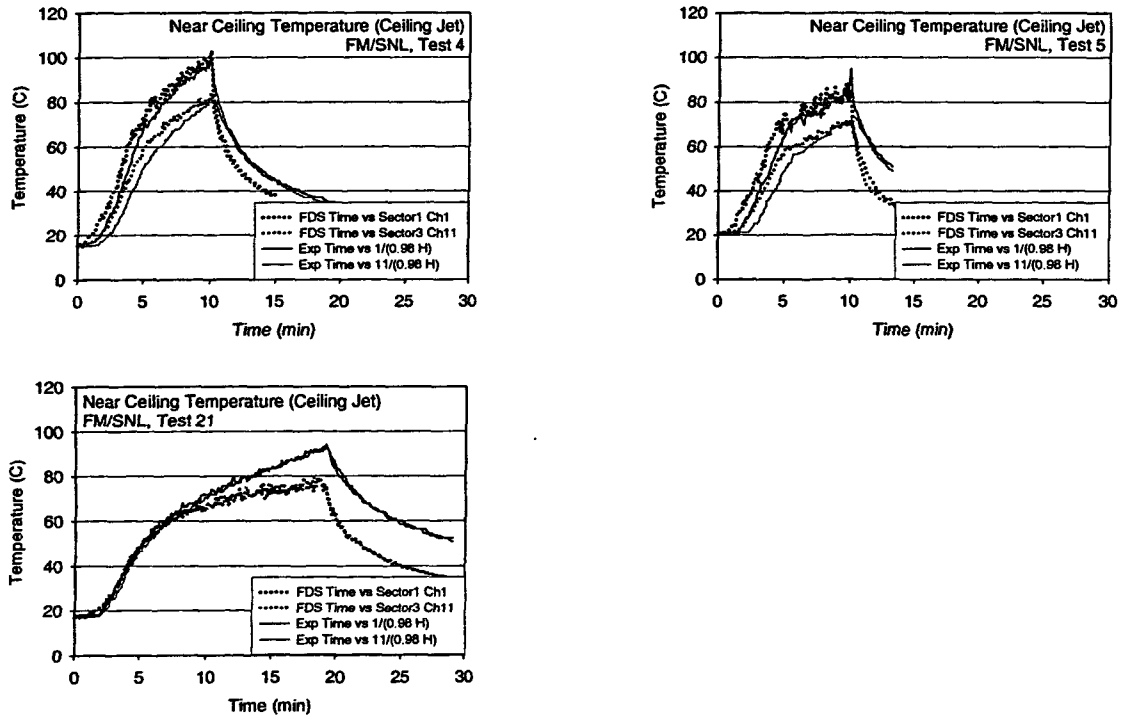 Near Ceiling Temperature (Ceiling Jet)
FM/SNL, Test 4
Temperature (C)
120
100
80
60
40
20
0
FDS Time vs Sector1 Ch1
FDS Time vs Sector3 Ch11
Exp Time vs 1/(0.98 H)
Exp Time vs 11/(0.98 H)
0 5 10 15 20 25 30
Time (min)
Near Ceiling Temperature (Ceiling Jet)
FM/SNL, Test 5
Temperature (C)
120
100
80
60
40
20
0
FDS Time vs Sector1 Ch1
FDS Time vs Sector3 Ch11
Exp Time vs 1/(0.98 H)
Exp Time vs 11/(0.98 H)
0 5 10 15 20 25 30
Time (min)
Near Ceiling Temperature (Ceiling Jet)
FM/SNL, Test 21
Temperature (C)
120
100
80
60
40
20
0
FDS Time vs Sector1 Ch1
FDS Time vs Sector3 Ch11
Exp Time vs 1/(0.98 H)
Exp Time vs 11/(0.98 H)
0 5 10 15 20 25 30
Time (min)